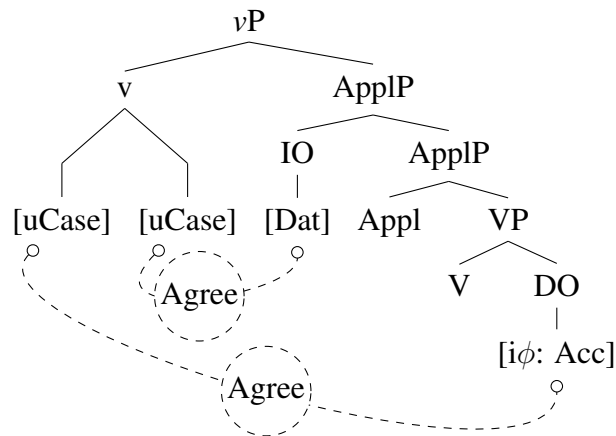 vP
v ApplP
IO ApplP
[uCase] [uCase] [Dat] Appl VP
Agree V DO
[iϕ: Acc]
Agree